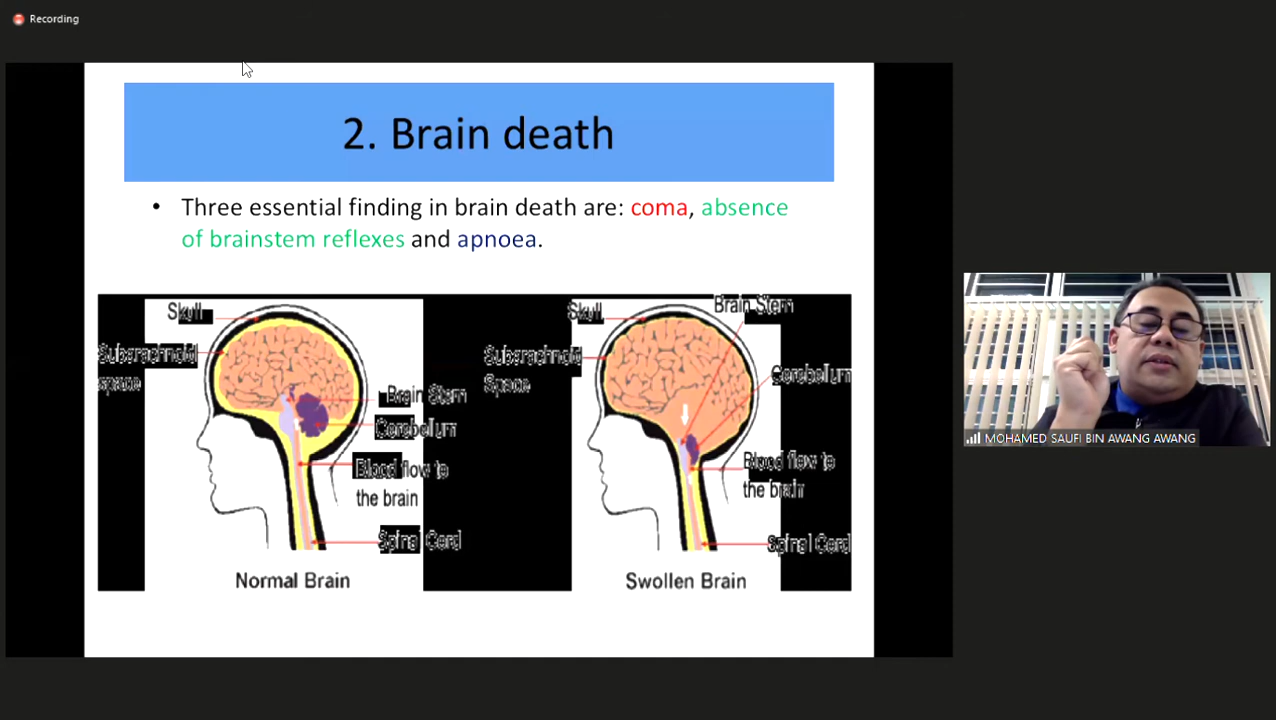 Recording
2. Brain death
• Three essential finding in brain death are: coma, absence
of brainstem reflexes and apnoea.
Skull
Subarachnoid
space
Brain Stem
Cerebellum
Blood flow to
the brain
Spinal Cord
Normal Brain
Skull
Brain Stem
Subarachnoid
Space
Cerebellum
Blood flow to
the brain
Spinal Cord
Swollen Brain
MOHAMED SAUFI BIN AWANG AWANG